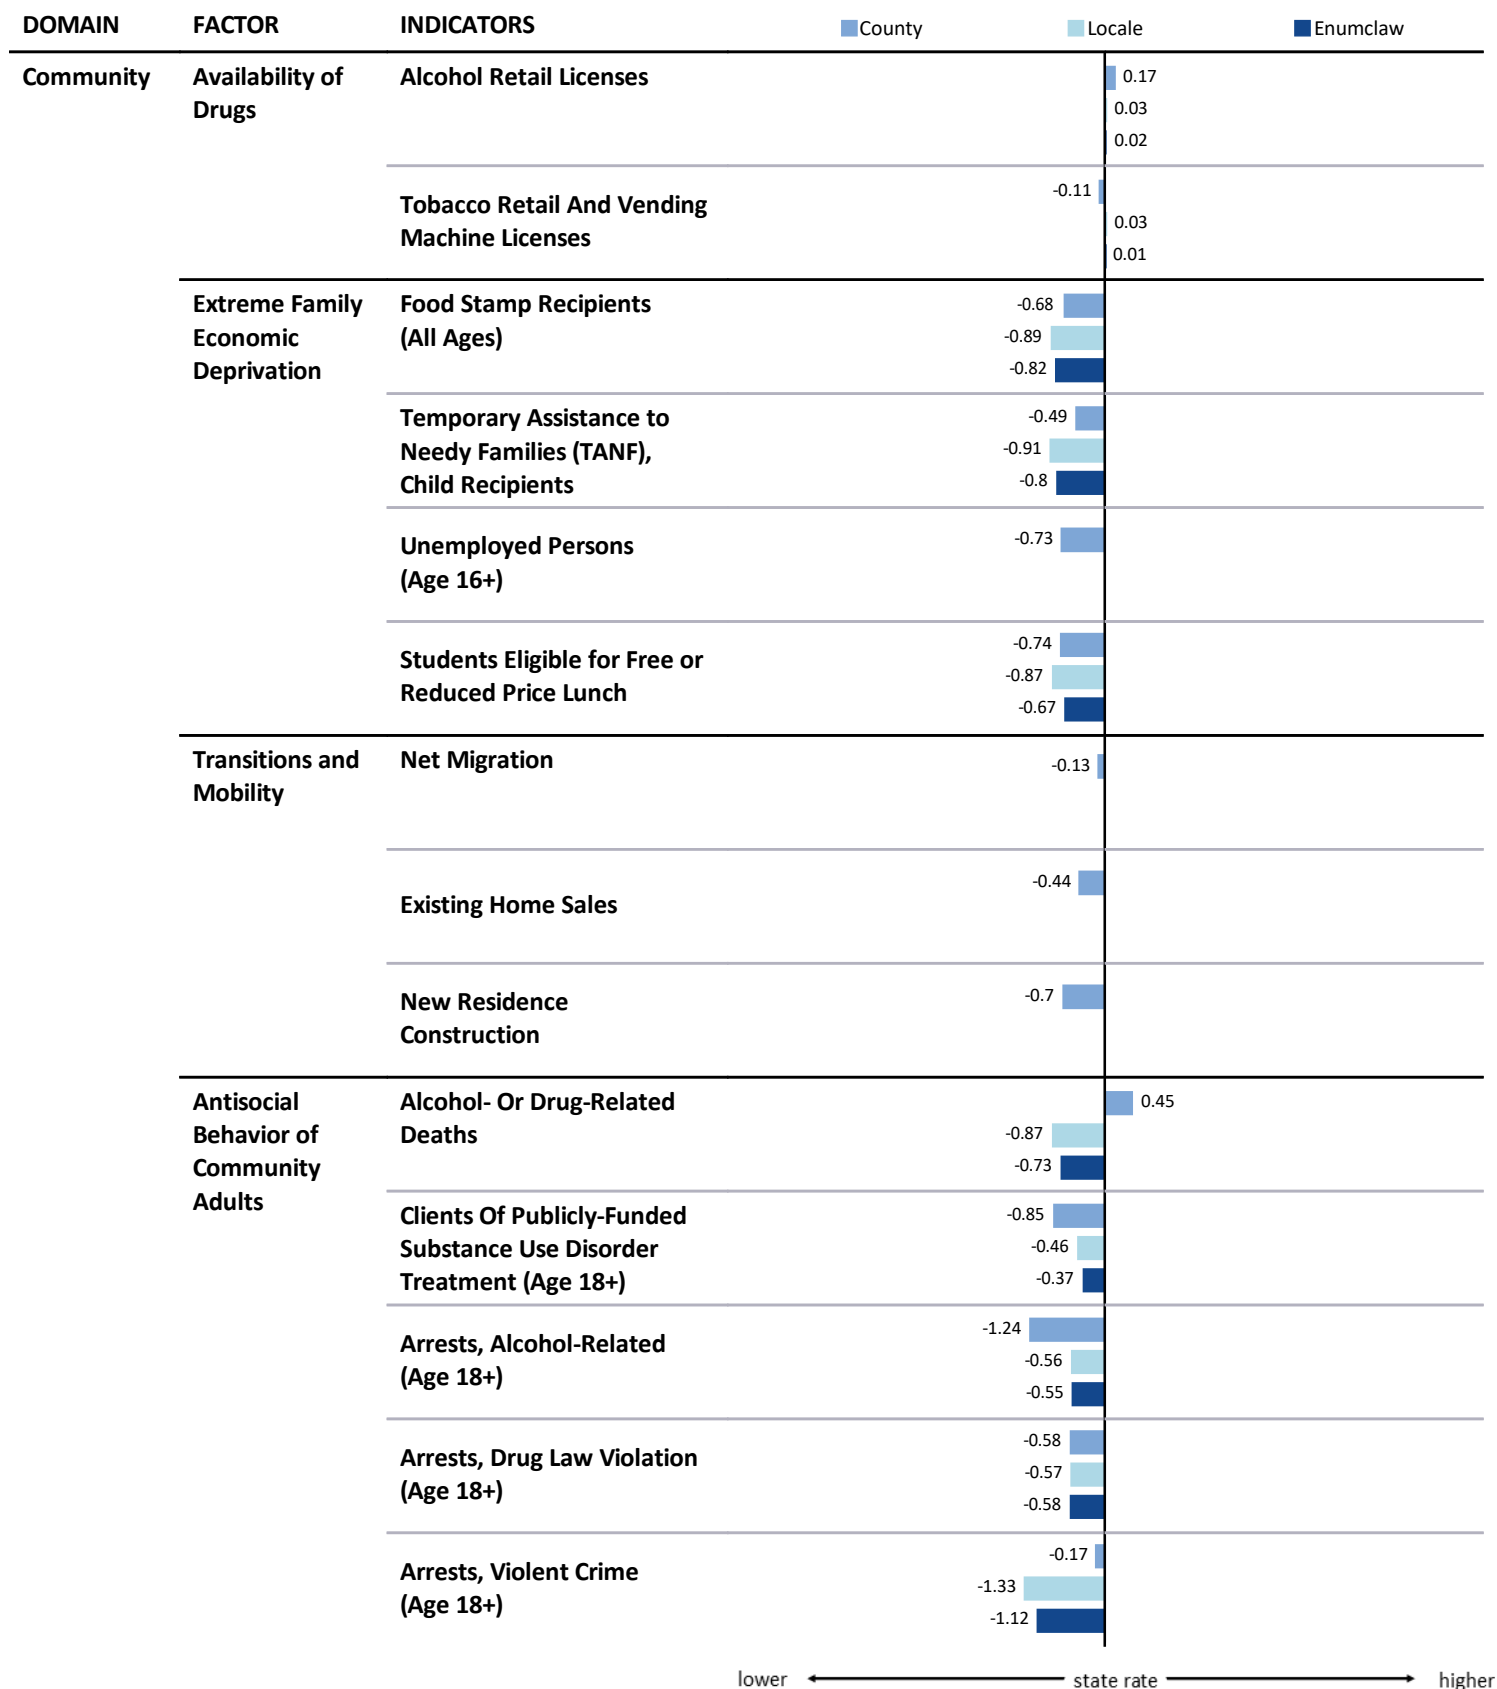 DOMAIN FACTOR INDICATORS County Locale Enumclaw
Community Availability of Alcohol Retail Licenses 0.17
Drugs 0.03
0.02
-0.11
Tobacco Retail And Vending 0.03
Machine Licenses 0.01
Extreme Family Food Stamp Recipients -0.68
Economic (All Ages) -0.89
Deprivation -0.82
Temporary Assistance to -0.49
Needy Families (TANF), -0.91
Child Recipients -0.8
Unemployed Persons -0.73
(Age 16+)
-0.74
Students Eligible for Free or -0.87
Reduced Price Lunch -0.67
Transitions and Net Migration -0.13
Mobility
-0.44
Existing Home Sales
New Residence -0.7
Construction
Antisocial Alcohol- Or Drug-Related 0.45
Behavior of Deaths -0.87
Community -0.73
Adults
Clients Of Publicly-Funded -0.85
Substance Use Disorder -0.46
Treatment (Age 18+) -0.37
-1.24
Arrests, Alcohol-Related -0.56
(Age 18+) -0.55
-0.58
Arrests, Drug Law Violation -0.57
(Age 18+) -0.58
-0.17
Arrests, Violent Crime -1.33
(Age 18+) -1.12
lower state rate higher